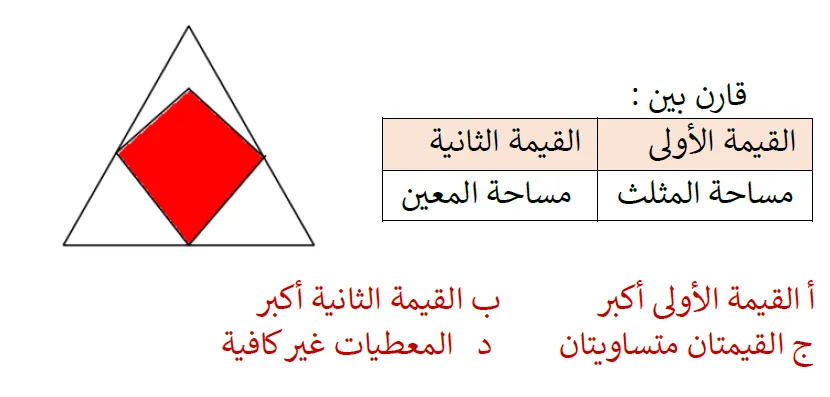 قارن بين :
القيمة الأولى القيمة الثانية
مساحة المثلث مساحة المعين
أ القيمة الأولى أكبر ب القيمة الثانية أكبر
ج القيمتان متساويتان د المعطيات غير كافية